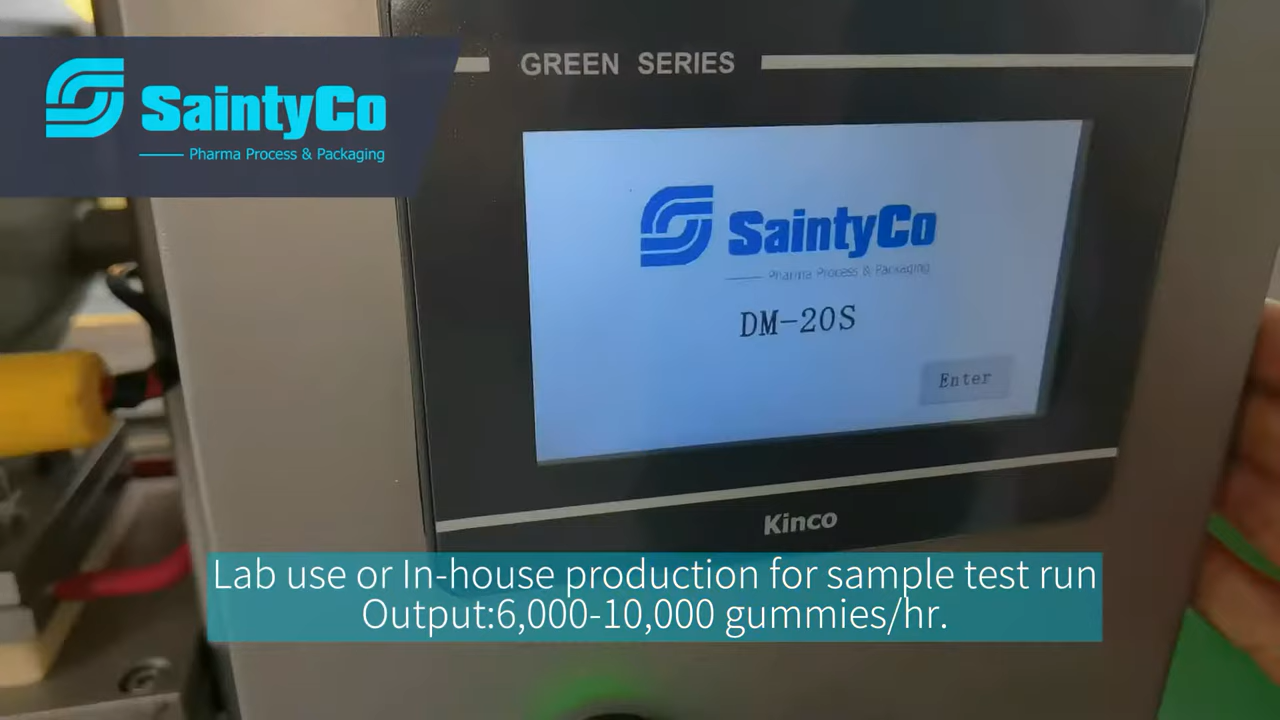 SaintyCo
Pharma Process & Packaging
GREEN SERIES
SaintyCo
Pharma Process & Packaging
DM-20S
Enter
Kinco
Lab use or In-house production for sample test run
Output:6,000-10,000 gummies/hr.